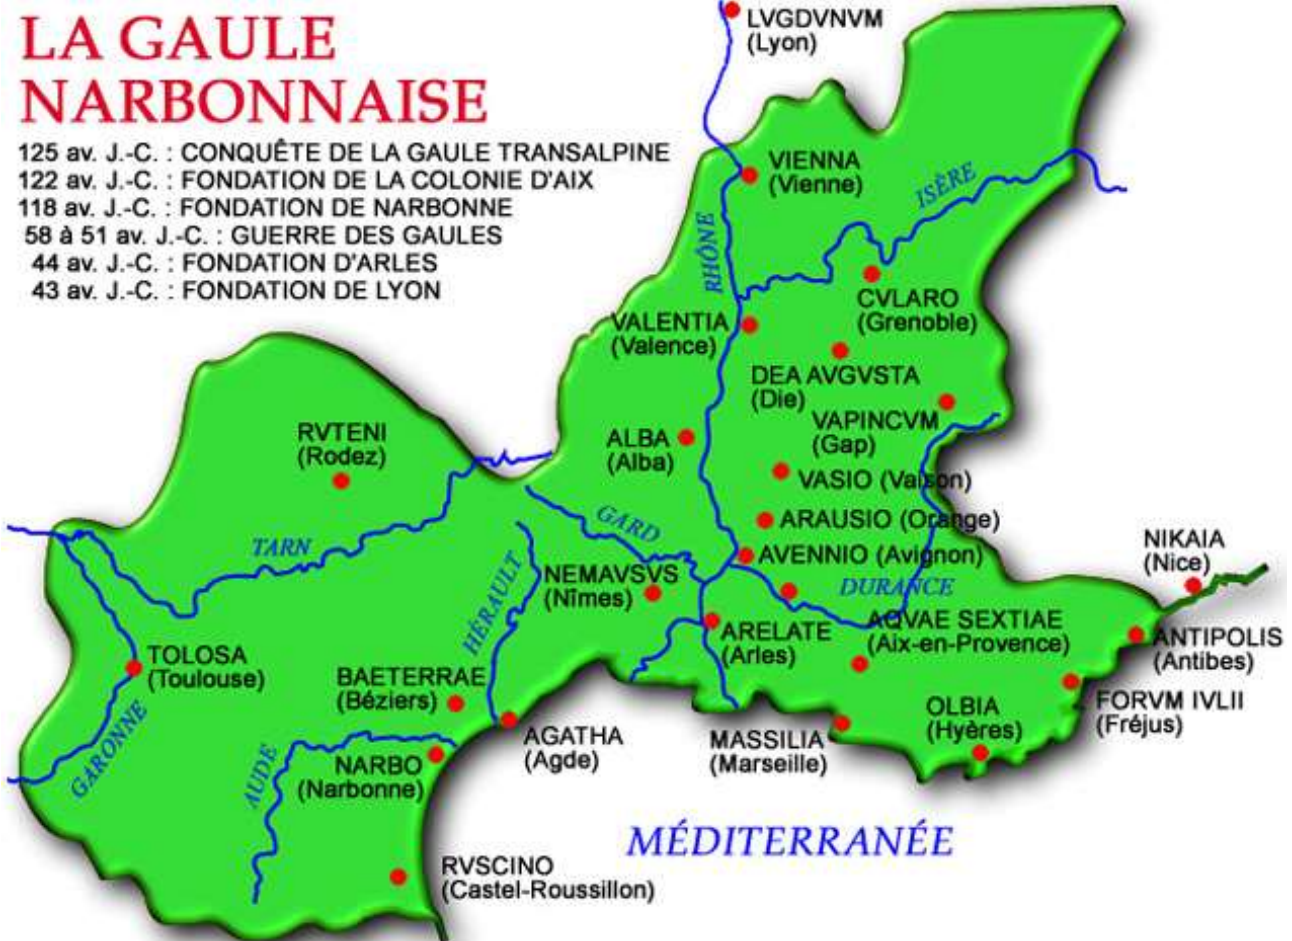 LA GAULE
NARBONNAISE
125 av. J.-C. : CONQUÊTE DE LA GAULE TRANSALPINE
122 av. J.-C. : FONDATION DE LA COLONIE D'AIX
118 av. J.-C. : FONDATION DE NARBONNE
58 à 51 av. J.-C. : GUERRE DES GAULES
44 av. J.-C. : FONDATION D'ARLES
43 av. J.-C. : FONDATION DE LYON
LVGDVNVM
(Lyon)
VIENNA
(Vienne)
ISÈRE
RHÔNE
CVLARO
(Grenoble)
VALENTIA
(Valence)
DEA AVGVSTA
(Die)
VAPINCVM
(Gap)
RVTENI
(Rodez)
ALBA
(Alba)
VASIO (Vaison)
ARAUSIO (Orange)
GARD
TARN
AVENNIO (Avignon)
NIKAIA
(Nice)
HÉRAULT
NEMAVSVS
(Nîmes)
DURANCE
AQVAE SEXTIAE
(Aix-en-Provence)
ARELATE
(Arles)
ANTIPOLIS
(Antibes)
TOLOSA
(Toulouse)
BAETERRAE
(Béziers)
FORVM IVLII
(Fréjus)
OLBIA
(Hyères)
AGATHA
(Agde)
MASSILIA
(Marseille)
GARONNE
AUDE
NARBO
(Narbonne)
MÉDITERRANÉE
RVSCINO
(Castel-Roussillon)